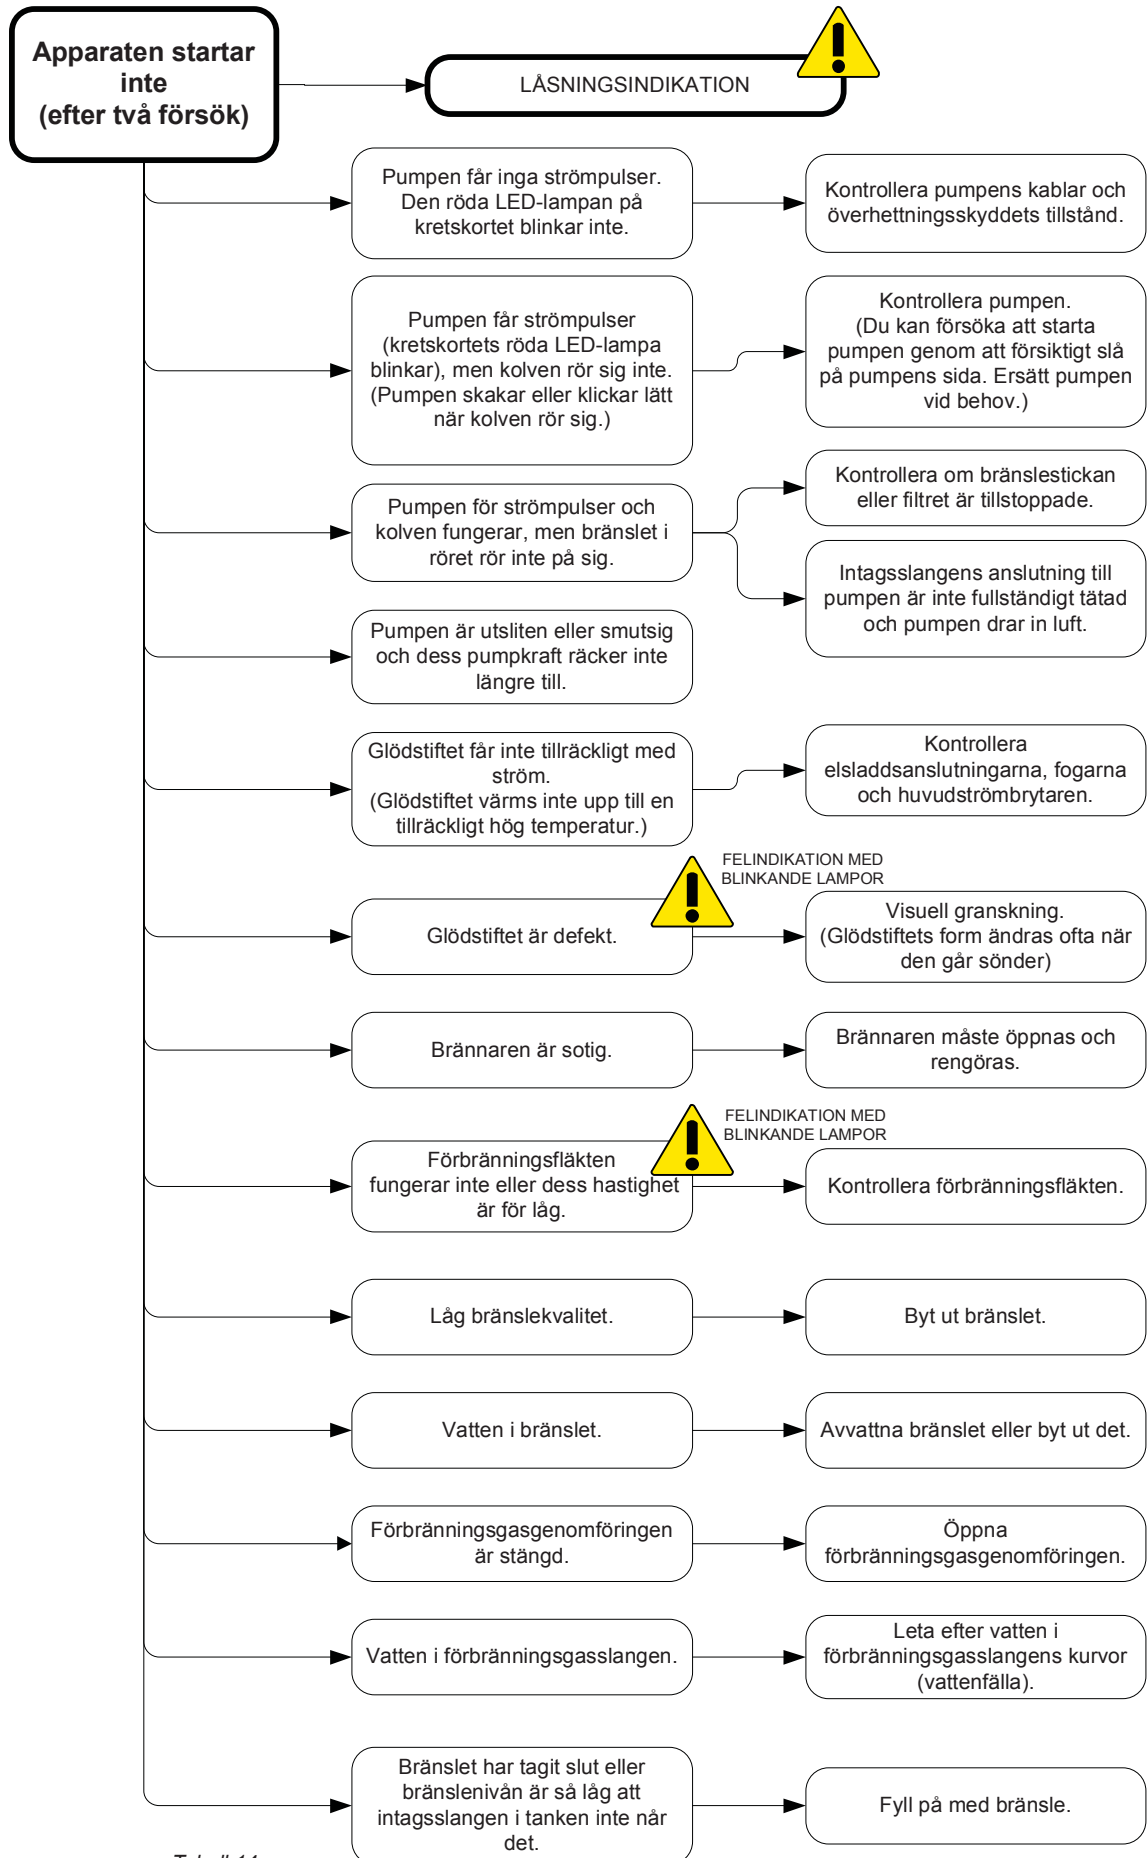 Apparaten startar
inte
(efter två försök)
LÅSNINGSINDIKATION
Pumpen får inga strömpulser.
Den röda LED-lampan på
kretskortet blinkar inte.
Kontrollera pumpens kablar och
överhettningsskyddets tillstånd.
Pumpen får strömpulser
(kretskortets röda LED-lampa
blinkar), men kolven rör sig inte.
(Pumpen skakar eller klickar lätt
när kolven rör sig.)
Kontrollera pumpen.
(Du kan försöka att starta
pumpen genom att försiktigt slå
på pumpens sida. Ersätt pumpen
vid behov.)
Pumpen för strömpulser och
kolven fungerar, men bränslet i
röret rör inte på sig.
Kontrollera om bränslestickan
eller filtret är tillstoppade.
Intagsslangens anslutning till
pumpen är inte fullständigt tätad
och pumpen drar in luft.
Pumpen är utsliten eller smutsig
och dess pumpkraft räcker inte
längre till.
Glödstiftet får inte tillräckligt med
ström.
(Glödstiftet värms inte upp till en
tillräckligt hög temperatur.)
Kontrollera
elsladdsanslutningarna, fogarna
och huvudströmbrytaren.
FELINDIKATION MED
BLINKANDE LAMPOR
Glödstiftet är defekt.
Visuell granskning.
(Glödstiftets form ändras ofta när
den går sönder)
Brännaren är sotig.
Brännaren måste öppnas och
rengöras.
FELINDIKATION MED
BLINKANDE LAMPOR
Förbränningsfläkten
fungerar inte eller dess hastighet
är för låg.
Kontrollera förbränningsfläkten.
Låg bränslekvalitet.
Byt ut bränslet.
Vatten i bränslet.
Avvattna bränslet eller byt ut det.
Förbränningsgasgenomföringen
är stängd.
Öppna
förbränningsgasgenomföringen.
Vatten i förbränningsgasslangen.
Leta efter vatten i
förbränningsgasslangens kurvor
(vattenfälla).
Bränslet har tagit slut eller
bränslenivån är så låg att
intagsslangen i tanken inte når
det.
Fyll på med bränsle.